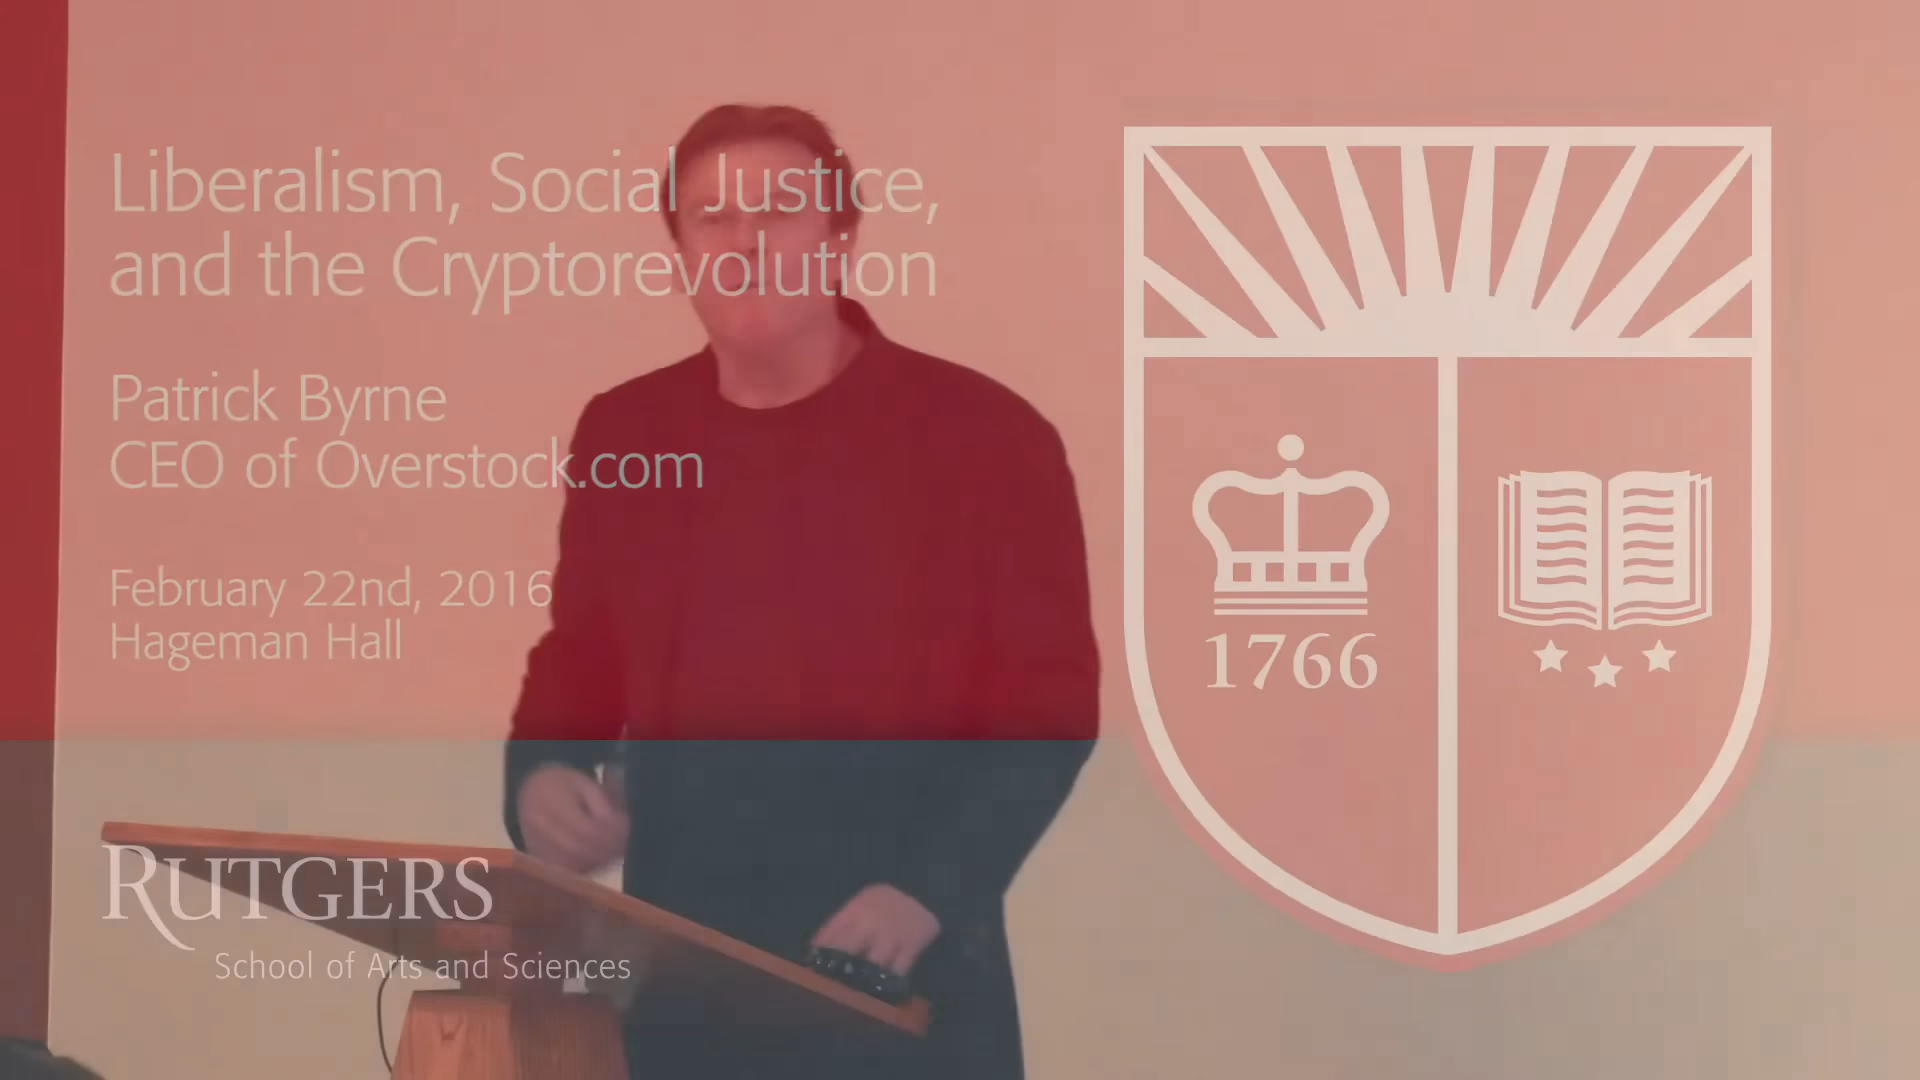 Liberalism, Social Justice,
and the Cryptorevolution
Patrick Byrne
CEO of Overstock.com
February 22nd, 2016
Hageman Hall
1766
RUTGERS
School of Arts and Sciences